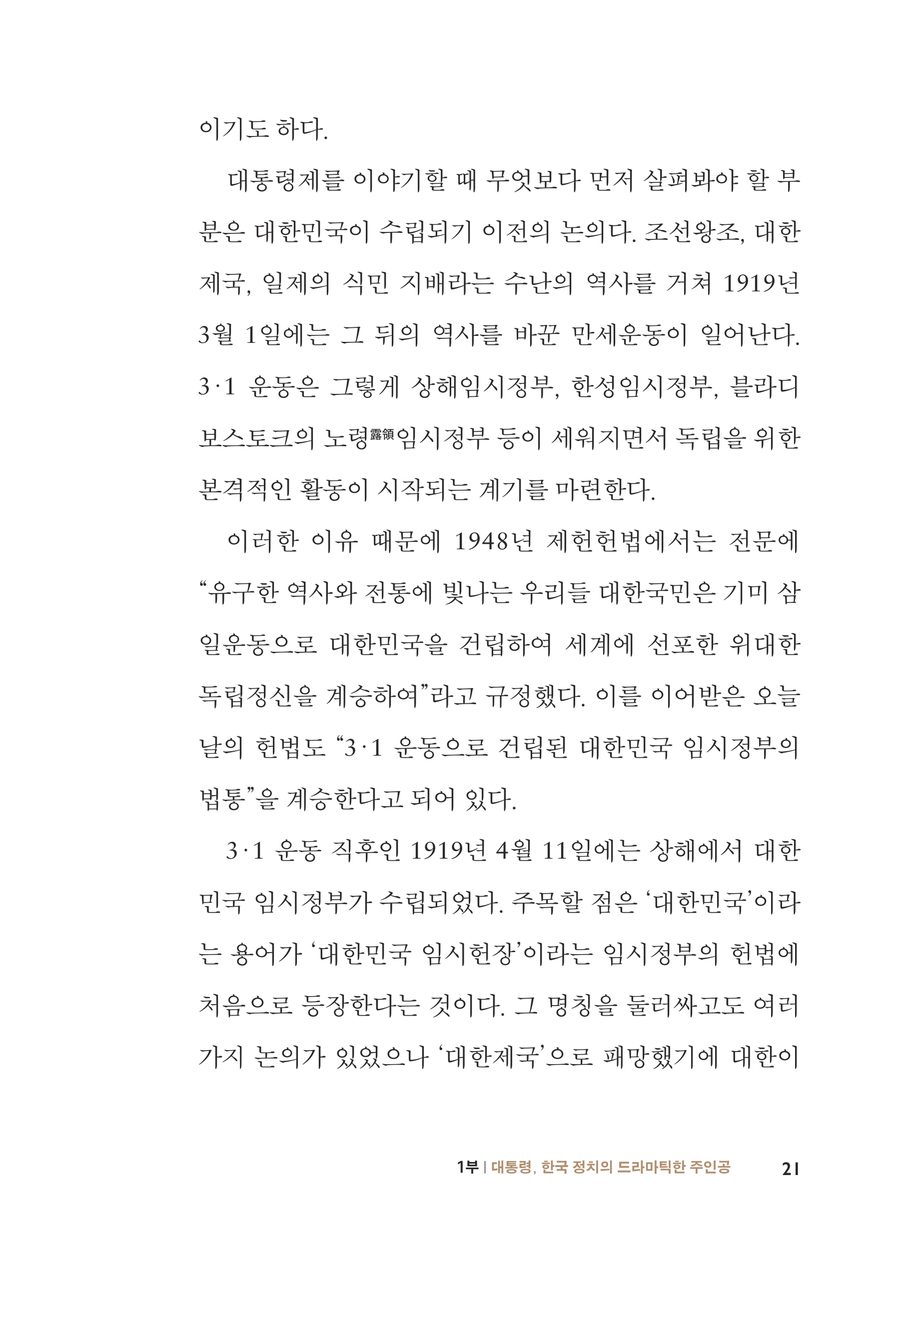 이기도 하다.
대통령제를 이야기할 때 무엇보다 먼저 살펴봐야 할 부
분은 대한민국이 수립되기 이전의 논의다. 조선왕조, 대한
제국, 일제의 식민 지배라는 수난의 역사를 거쳐 1919년
3월 1일에는 그 뒤의 역사를 바꾼 만세운동이 일어난다.
3·1 운동은 그렇게 상해임시정부, 한성임시정부, 블라디
보스토크의 노령露領임시정부 등이 세워지면서 독립을 위한
본격적인 활동이 시작되는 계기를 마련한다.
이러한 이유 때문에 1948년 제헌헌법에서는 전문에
“유구한 역사와 전통에 빛나는 우리들 대한국민은 기미 삼
일운동으로 대한민국을 건립하여 세계에 선포한 위대한
독립정신을 계승하여”라고 규정했다. 이를 이어받은 오늘
날의 헌법도 “3·1 운동으로 건립된 대한민국 임시정부의
법통”을 계승한다고 되어 있다.
3·1 운동 직후인 1919년 4월 11일에는 상해에서 대한
민국 임시정부가 수립되었다. 주목할 점은 ‘대한민국’이라
는 용어가 ‘대한민국 임시헌장’이라는 임시정부의 헌법에
처음으로 등장한다는 것이다. 그 명칭을 둘러싸고도 여러
가지 논의가 있었으나 ‘대한제국’으로 패망했기에 대한이
1부 | 대통령, 한국 정치의 드라마틱한 주인공 21